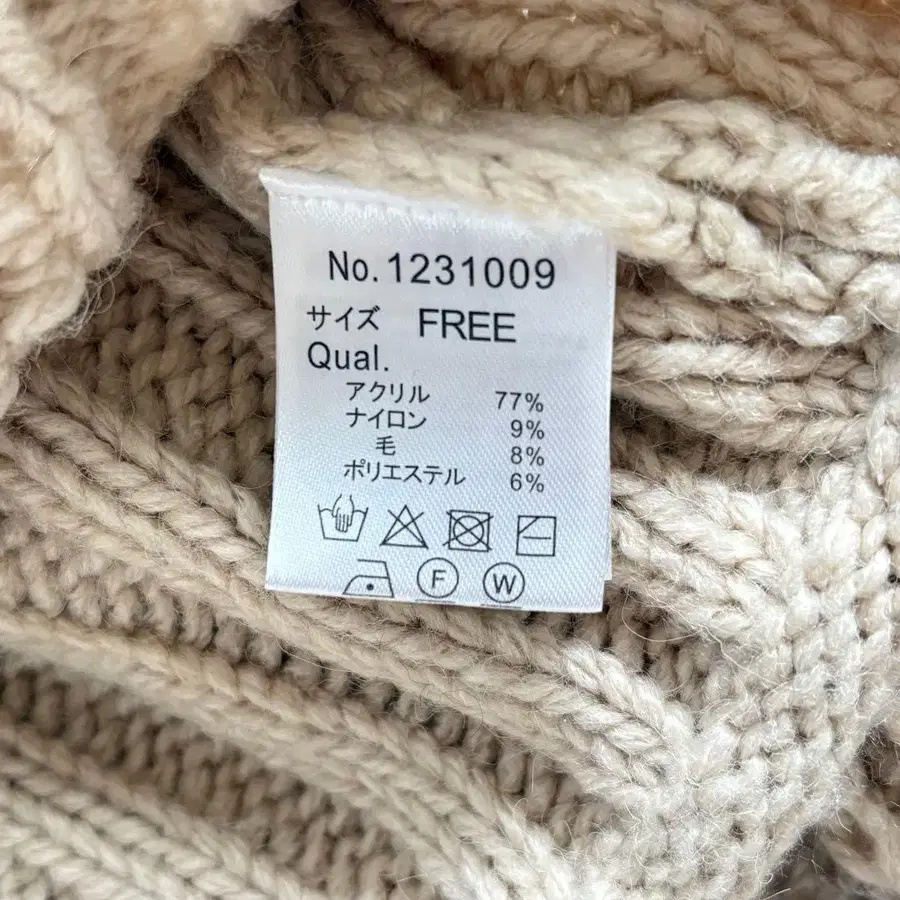 No.1231009
サイズ FREE
Qual.
アクリル 77%
ナイロン 9%
毛 8%
ポリエステル 6%
F W